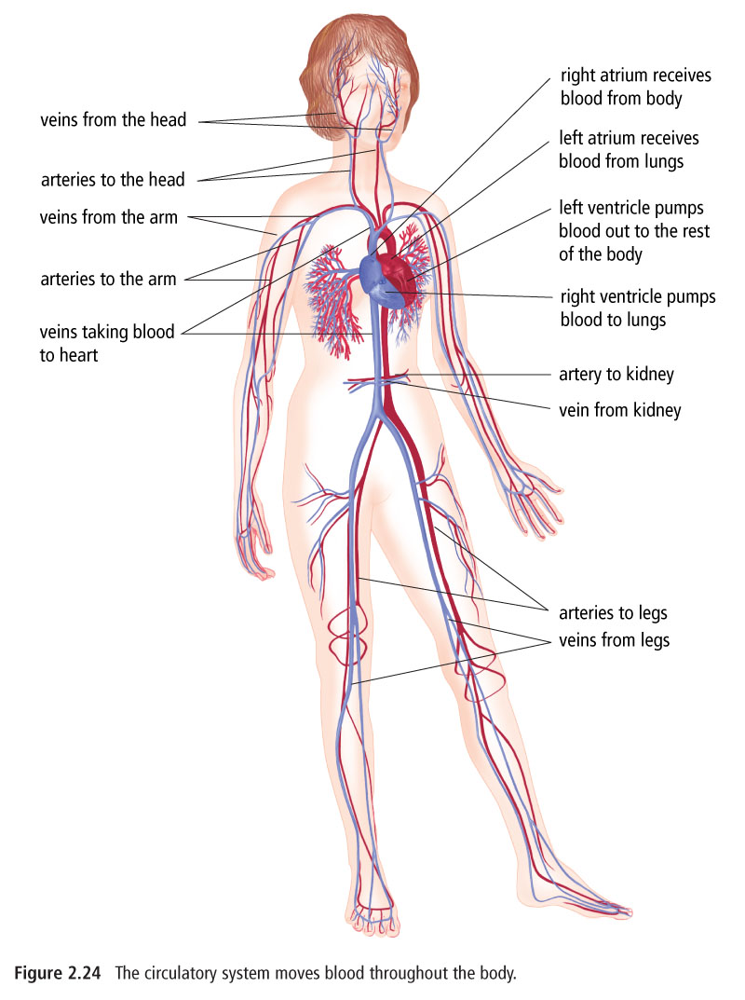 veins from the head
arteries to the head
veins from the arm
arteries to the arm
veins taking blood
to heart
right atrium receives
blood from body
left atrium receives
blood from lungs
left ventricle pumps
blood out to the rest
of the body
right ventricle pumps
blood to lungs
artery to kidney
vein from kidney
arteries to legs
veins from legs
Figure 2.24 The circulatory system moves blood throughout the body.